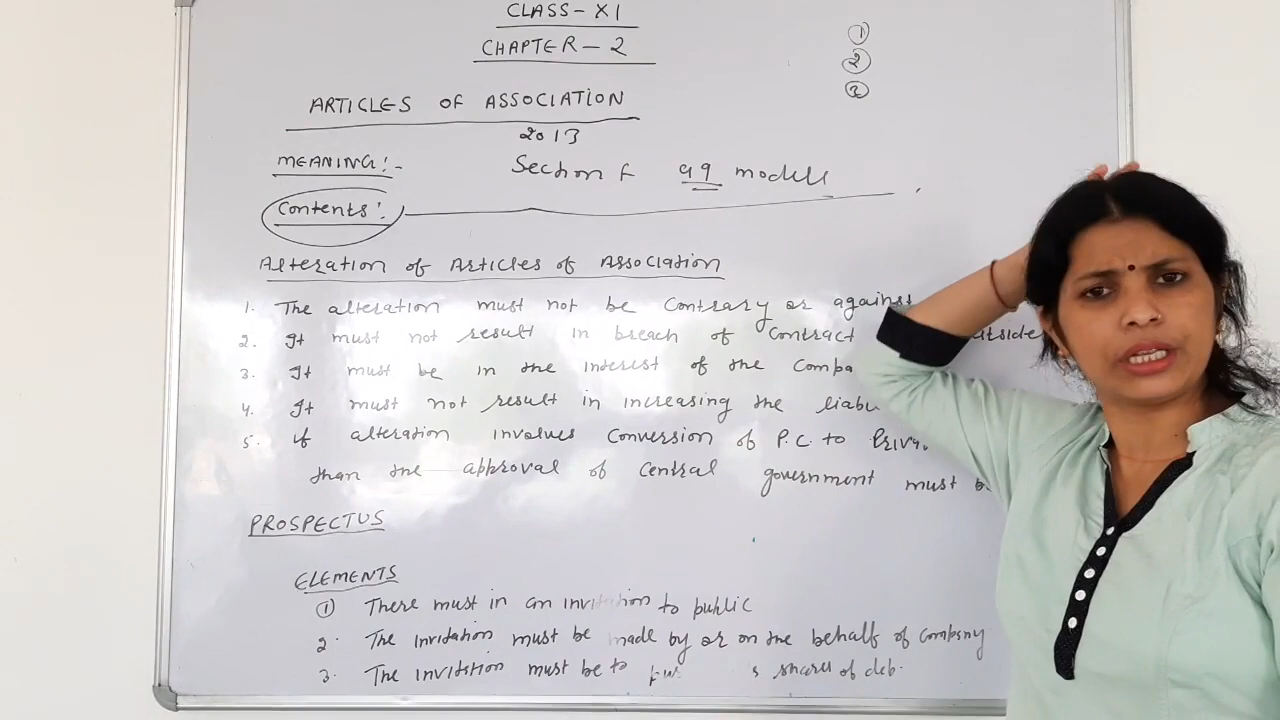 CLASS-XI
CHAPTER-2
① 
②
③
ARTICLES OF ASSOCIATION
2013
MEANING:-
Section F 99 models
Contents:
Alteration of Articles of Association
1. The alteration must not be contrary or against
2. It must not result in breach of contract
3. It must be in the interest of the
4. It must not result in increasing the
5. if alteration involves conversion of P.C. to
than the approval of central government must
PROSPECTUS
ELEMENTS
① There must in an invitation to public
2. The invitation must be made by or on the behalf of company
3. The invitation must be to shares of deb.